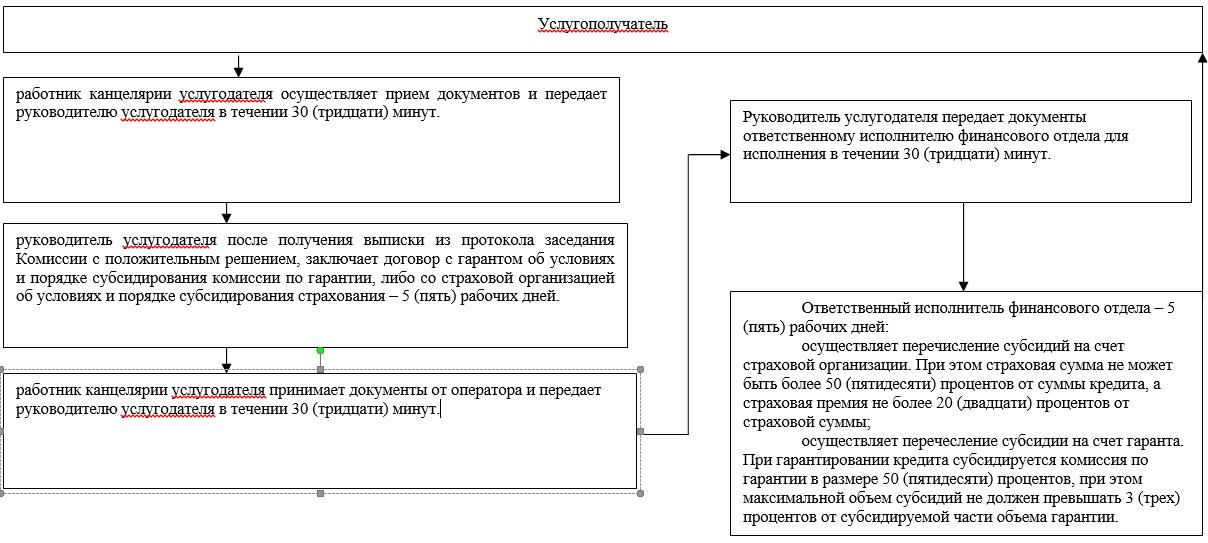 Услугополучатель
работник канцелярии услугодателя осуществляет прием документов и передает
руководителю услугодателя в течении 30 (тридцати) минут.
руководитель услугодателя после получения выписки из протокола заседания
Комиссии с положительным решением, заключает договор с гарантом об условиях
и порядке субсидирования комиссии по гарантии, либо со страховой организацией
об условиях и порядке субсидирования страхования – 5 (пять) рабочих дней.
работник канцелярии услугодателя принимает документы от оператора и передает
руководителю услугодателя в течении 30 (тридцати) минут.
Руководитель услугодателя передает документы
ответственному исполнителю финансового отдела для
исполнения в течении 30 (тридцати) минут.
Ответственный исполнитель финансового отдела – 5
(пять) рабочих дней:
осуществляет перечисление субсидий на счет
страховой организации. При этом страховая сумма не может
быть более 50 (пятидесяти) процентов от суммы кредита, а
страховая премия не более 20 (двадцати) процентов от
страховой суммы;
осуществляет перечесление субсидии на счет гаранта.
При гарантировании кредита субсидируется комиссия по
гарантии в размере 50 (пятидесяти) процентов, при этом
максимальной объем субсидий не должен превышать 3 (трех)
процентов от субсидируемой части объема гарантии.